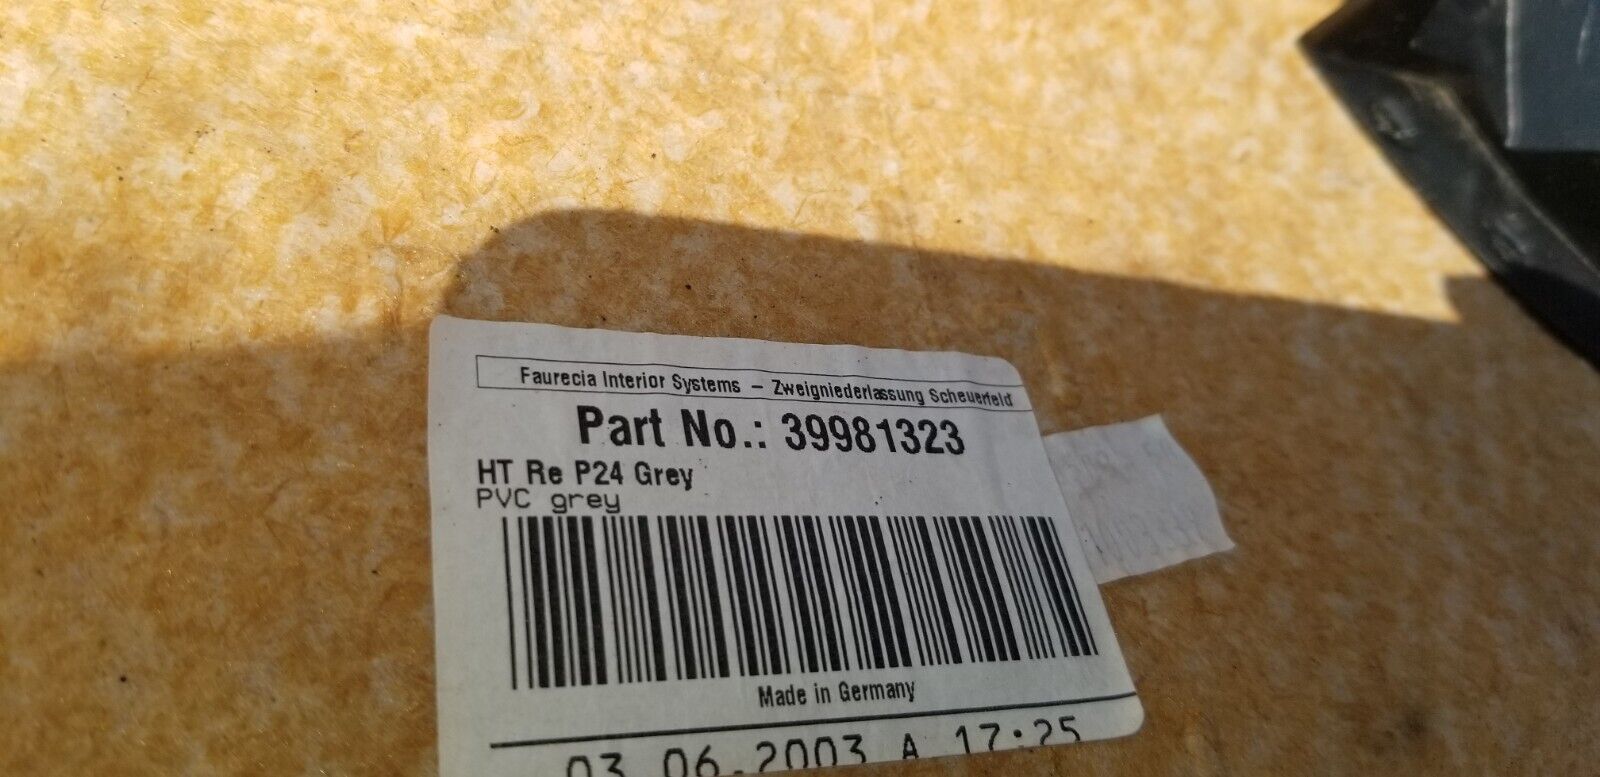 Faurecia Interior Systems – Zweigniederlassung Scheuerfeld
Part No.: 39981323
HT Re P24 Grey
PVC grey
Made in Germany
03.06.2003 A 17:25